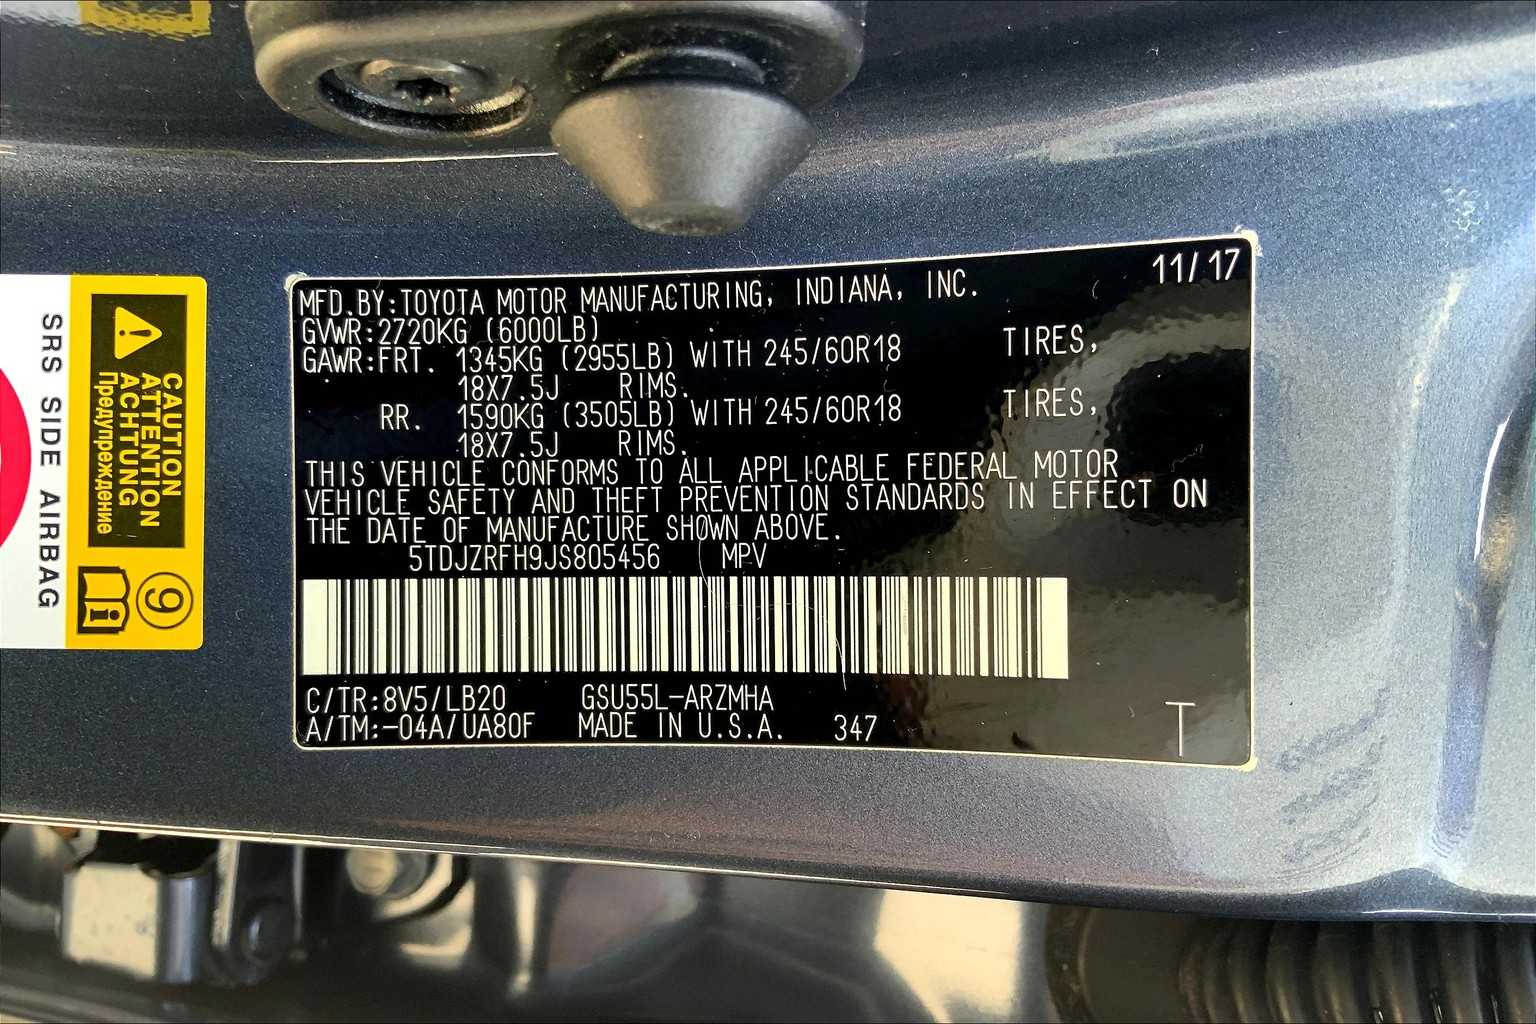 MFD.BY:TOYOTA MOTOR MANUFACTURING, INDIANA, INC. 11/17
GVWR:2720KG (6000LB)
GAWR:FRT. 1345KG (2955LB) WITH 245/60R18 TIRES,
18X7.5J RIMS.
RR. 1590KG (3505LB) WITH 245/60R18 TIRES,
18X7.5J RIMS.
THIS VEHICLE CONFORMS TO ALL APPLICABLE FEDERAL MOTOR
VEHICLE SAFETY AND THEFT PREVENTION STANDARDS IN EFFECT ON
THE DATE OF MANUFACTURE SHOWN ABOVE.
5TDJZRFH9JS805456 MPV
C/TR:8V5/LB20 GSU55L-ARZMHA
A/TM:-04A/UA80F MADE IN U.S.A. 347 T
CAUTION
ATTENTION
ACHTUNG
Предупреждение
9
i
SRS SIDE AIRBAG